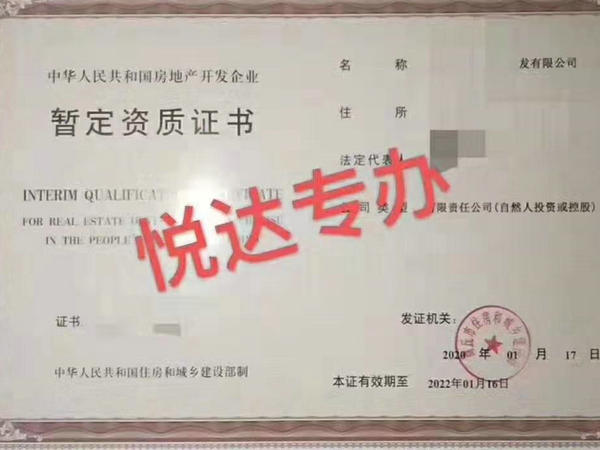 中华人民共和国房地产开发企业
暂定资质证书
INTERIM QUALIFICAT
FOR REAL ESTATE
IN THE PEOPLE
证书
中华人民共和国住房和城乡建设部制
名 称 发有限公司
住 所
法定代表人
公司类型 有限责任公司(自然人投资或控股)
发证机关:
2020 年 01 月 17 日
本证有效期至 2022年01月16日
悦达专办